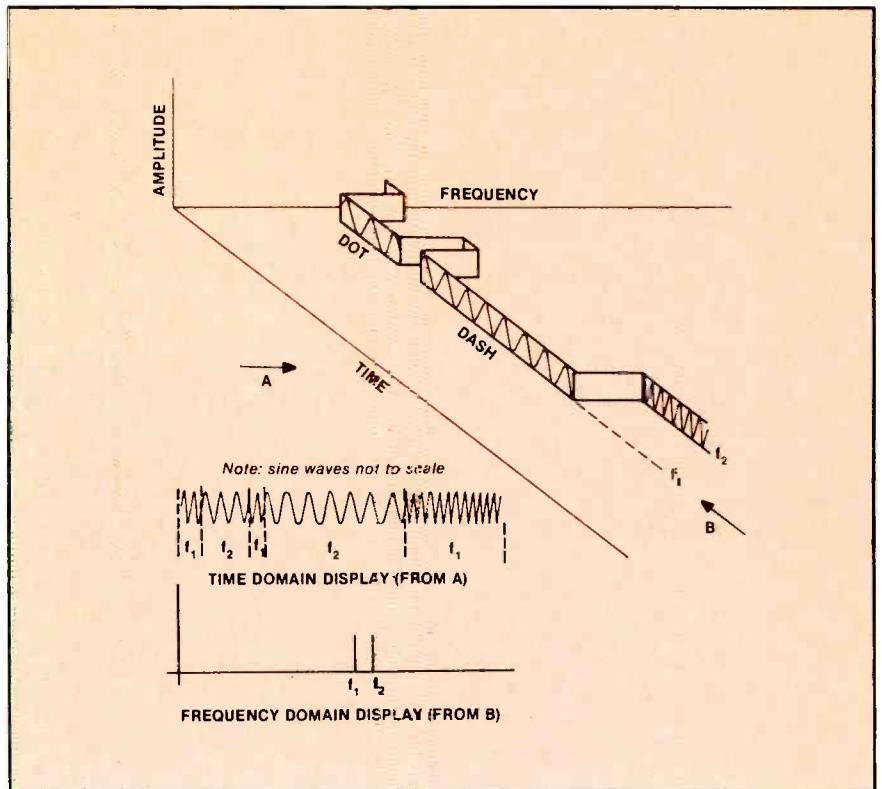 AMPLITUDE
FREQUENCY
DOT
DASH
A
TIME
f₂
F₁
B
Note: sine waves not to scale
f₁ f₂ f₁ f₂ f₁
TIME DOMAIN DISPLAY (FROM A)
f₁ f₂
FREQUENCY DOMAIN DISPLAY (FROM B)